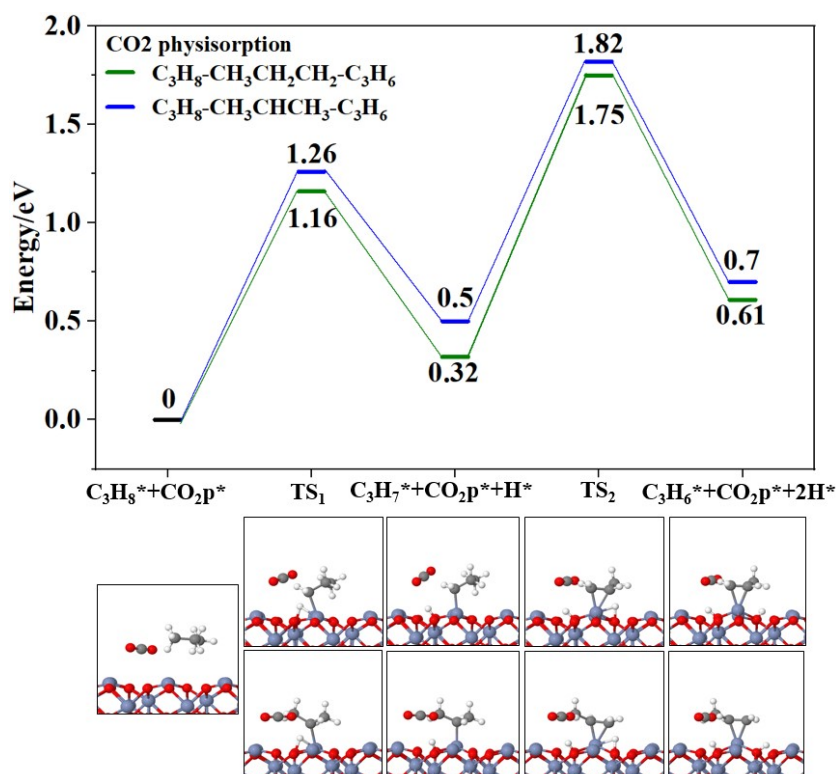 2.0
1.5
1.0
0.5
0.0
Energy/eV
CO2 physisorption
C₃H₈-CH₃CH₂CH₂-C₃H₆
C₃H₈-CH₃CHCH₃-C₃H₆
0
1.26
1.16
0.5
0.32
1.82
1.75
0.7
0.61
C₃H₈*+CO₂p*
TS₁
C₃H₇*+CO₂p*+H*
TS₂
C₃H₆*+CO₂p*+2H*